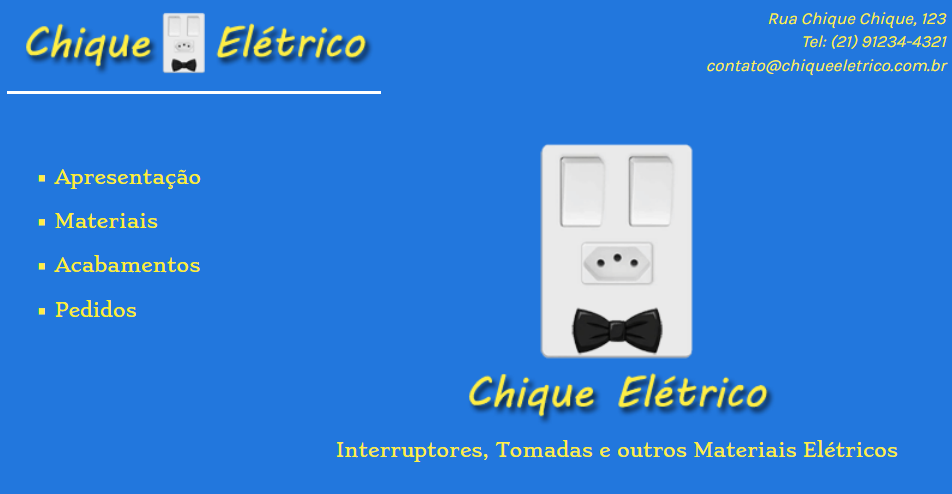 Chique Elétrico
Rua Chique Chique, 123
Tel: (21) 91234-4321
contato@chiqueeletrico.com.br
Apresentação
Materiais
Acabamentos
Pedidos
Chique Elétrico
Interruptores, Tomadas e outros Materiais Elétricos